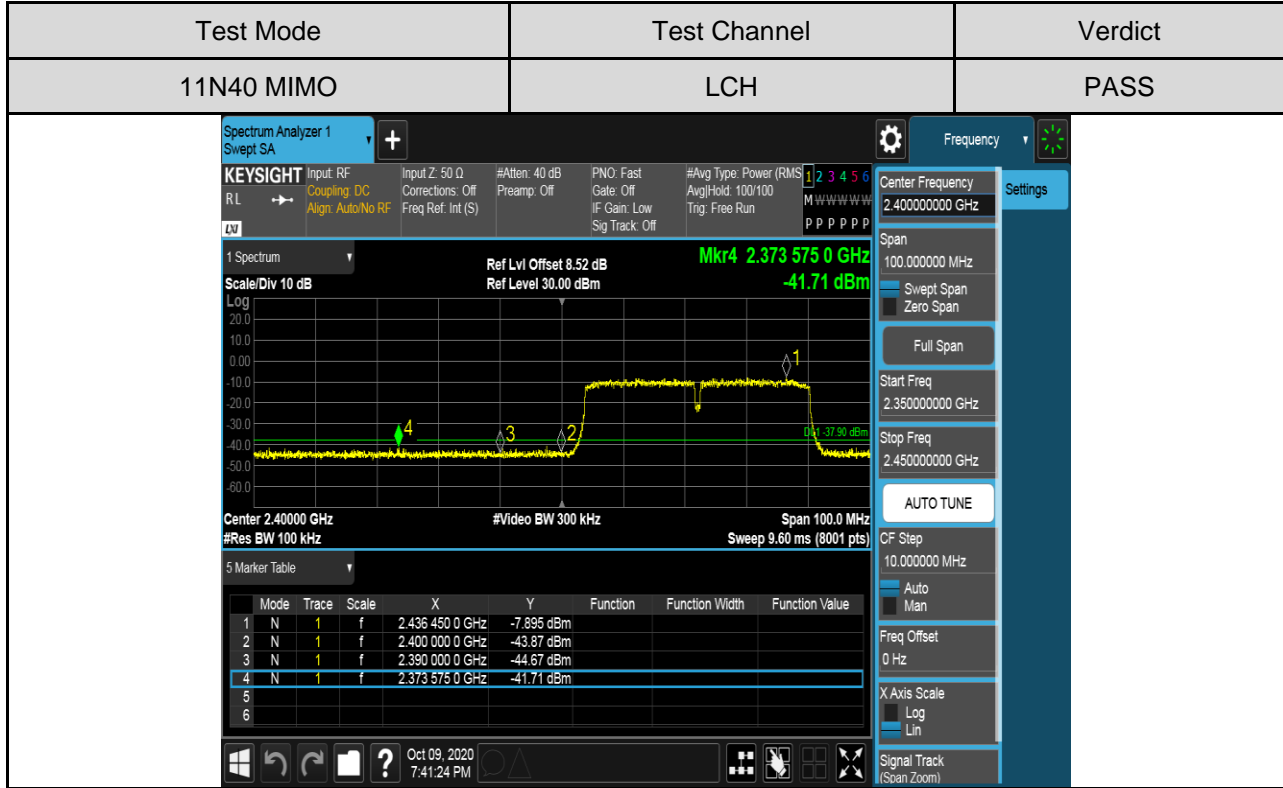 Test Mode Test Channel Verdict
11N40 MIMO LCH PASS
Spectrum Analyzer 1
Swept SA
+
Frequency
KEYSIGHT
RL
LXI
Input: RF
Coupling: DC
Align: Auto/No RF
Input Z: 50 Ω
Corrections: Off
Freq Ref: Int (S)
#Atten: 40 dB
Preamp: Off
PNO: Fast
Gate: Off
IF Gain: Low
Sig Track: Off
#Avg Type: Power (RMS
Avg|Hold: 100/100
Trig: Free Run
1 2 3 4 5 6
M W W W W W
P P P P P P
1 Spectrum
Scale/Div 10 dB
Ref Lvl Offset 8.52 dB
Ref Level 30.00 dBm
Mkr4 2.373 575 0 GHz
-41.71 dBm
Log
20.0
10.0
0.00
-10.0
-20.0
-30.0
-40.0
-50.0
-60.0
1
4
3
2
DL1 -37.90 dBm
Center 2.40000 GHz #Video BW 300 kHz Span 100.0 MHz
#Res BW 100 kHz Sweep 9.60 ms (8001 pts)
5 Marker Table
Mode Trace Scale X Y Function Function Width Function Value
1 N 1 f 2.436 450 0 GHz -7.895 dBm
2 N 1 f 2.400 000 0 GHz -43.87 dBm
3 N 1 f 2.390 000 0 GHz -44.67 dBm
4 N 1 f 2.373 575 0 GHz -41.71 dBm
5
6
?
Oct 09, 2020
7:41:24 PM
Center Frequency
2.400000000 GHz
Settings
Span
100.000000 MHz
Swept Span
Zero Span
Full Span
Start Freq
2.350000000 GHz
Stop Freq
2.450000000 GHz
AUTO TUNE
CF Step
10.000000 MHz
Auto
Man
Freq Offset
0 Hz
X Axis Scale
Log
Lin
Signal Track
(Span Zoom)